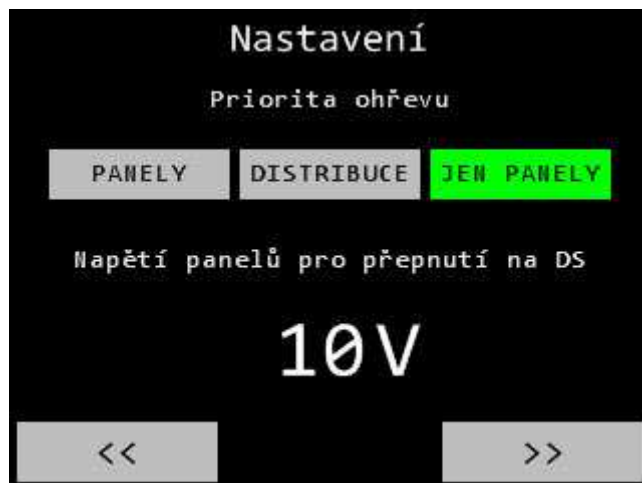 Nastavení
Priorita ohřevu
PANELY DISTRIBUCE JEN PANELY
Napětí panelů pro přepnutí na DS
10V
<< >>